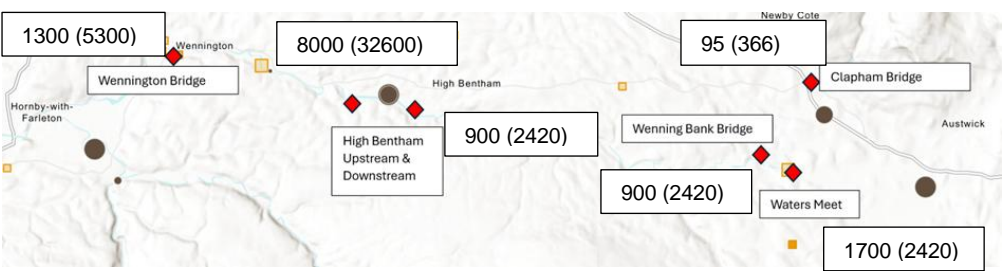 1300 (5300)
Wennington
Wennington Bridge
8000 (32600)
Newby Cote
95 (366)
Clapham Bridge
High Bentham
Hornby-with-
Farleton
High Bentham
Upstream &
Downstream
900 (2420)
Wenning Bank Bridge
Austwick
900 (2420)
Waters Meet
1700 (2420)